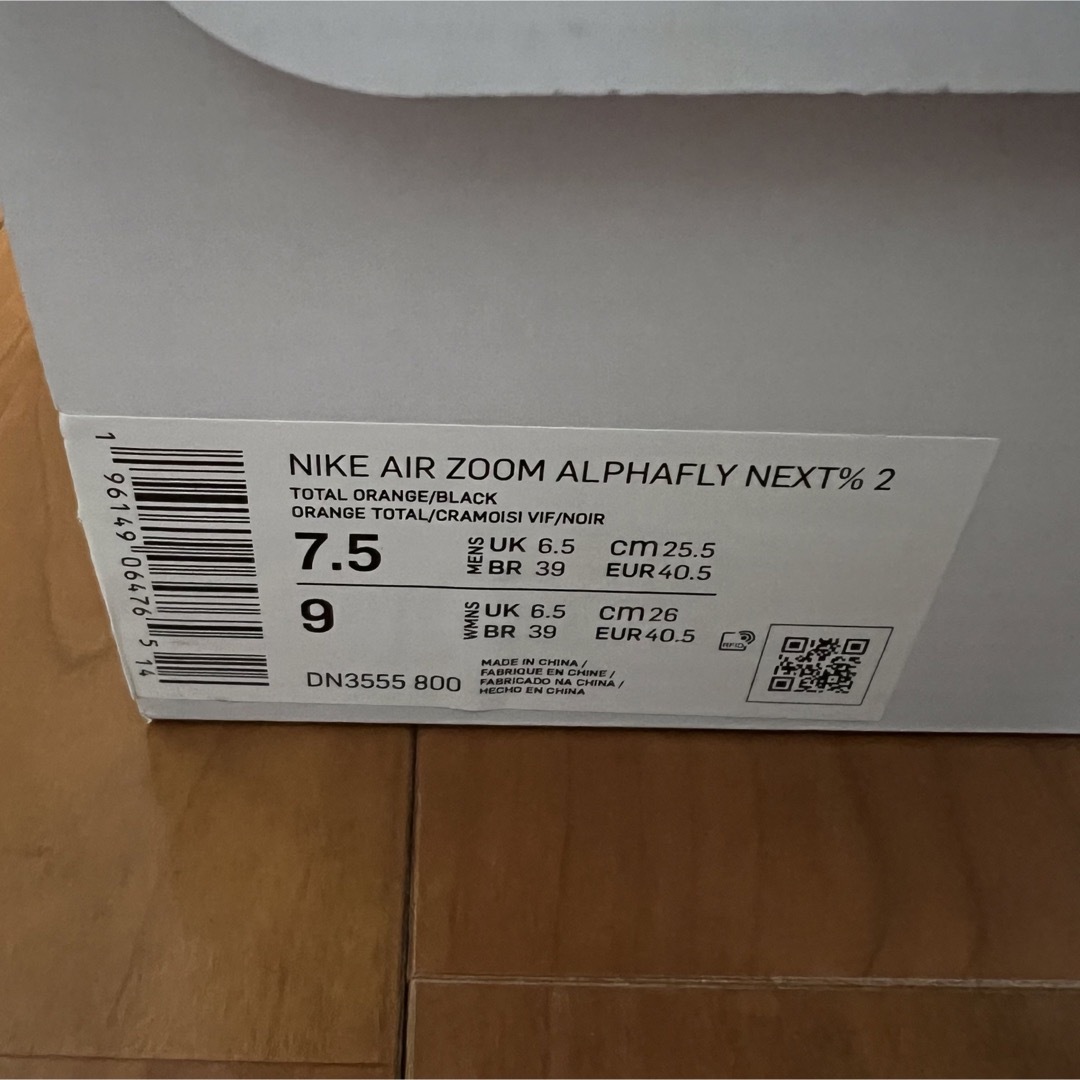 NIKE AIR ZOOM ALPHAFLY NEXT% 2
TOTAL ORANGE/BLACK
ORANGE TOTAL/CRAMOISI VIF/NOIR
7.5 MENS UK 6.5 cm 25.5
BR 39 EUR 40.5
9 WMNS UK 6.5 cm 26
BR 39 EUR 40.5
RFID
DN3555 800
MADE IN CHINA /
FABRIQUE EN CHINE /
FABRICADO NA CHINA /
HECHO EN CHINA
1 96149 06476 5 14